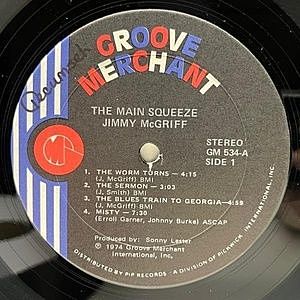 GROOVE
MERCHANT
THE MAIN SQUEEZE
JIMMY McGRIFF
STEREO
GM 534-A
SIDE 1
1. THE WORM TURNS – 4:15
(J. McGriff) BMI
2. THE SERMON – 3:03
(J. Smith) BMI
3. THE BLUES TRAIN TO GEORGIA – 4:59
(J. McGriff) BMI
4. MISTY – 7:30
(Erroll Garner, Johnny Burke) ASCAP
Produced by: Sonny Lester
© 1974 Groove Merchant
International, Inc.
DISTRIBUTED BY PIP RECORDS - A DIVISION OF PICKWICK INTERNATIONAL, INC.